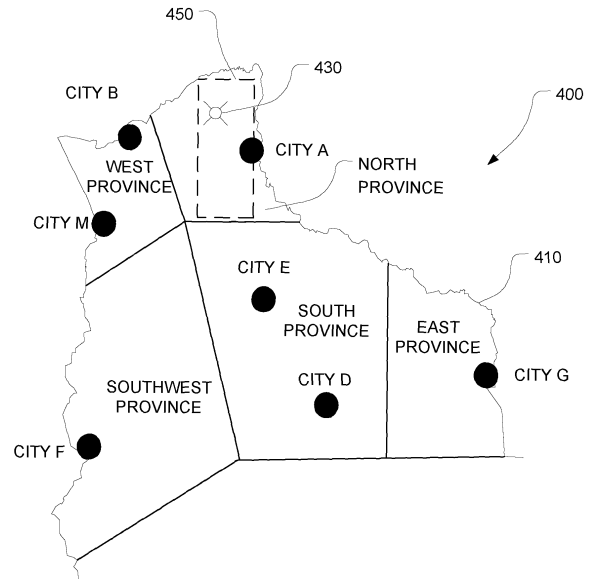 450
430
CITY B
400
CITY A
WEST
PROVINCE
NORTH
PROVINCE
CITY M
CITY E
410
SOUTH
PROVINCE
EAST
PROVINCE
CITY D
CITY G
SOUTHWEST
PROVINCE
CITY F